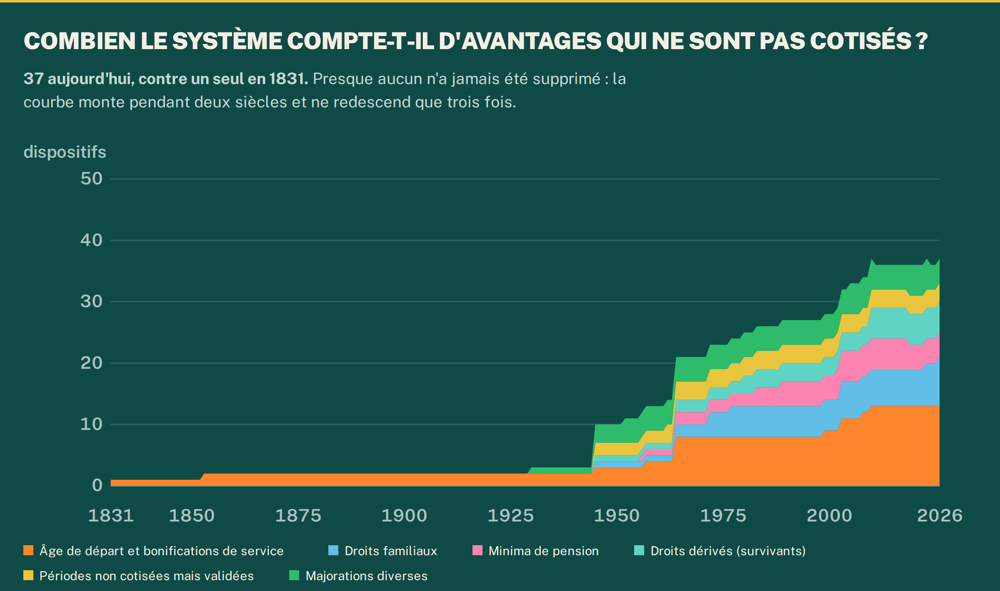 COMBIEN LE SYSTÈME COMPTE-T-IL D'AVANTAGES QUI NE SONT PAS COTISÉS ?
37 aujourd'hui, contre un seul en 1831. Presque aucun n'a jamais été supprimé : la
courbe monte pendant deux siècles et ne redescend que trois fois.
dispositifs
50
40
30
20
10
0
1831 1850 1875 1900 1925 1950 1975 2000 2026
Âge de départ et bonifications de service Droits familiaux Minima de pension Droits dérivés (survivants)
Périodes non cotisées mais validées Majorations diverses